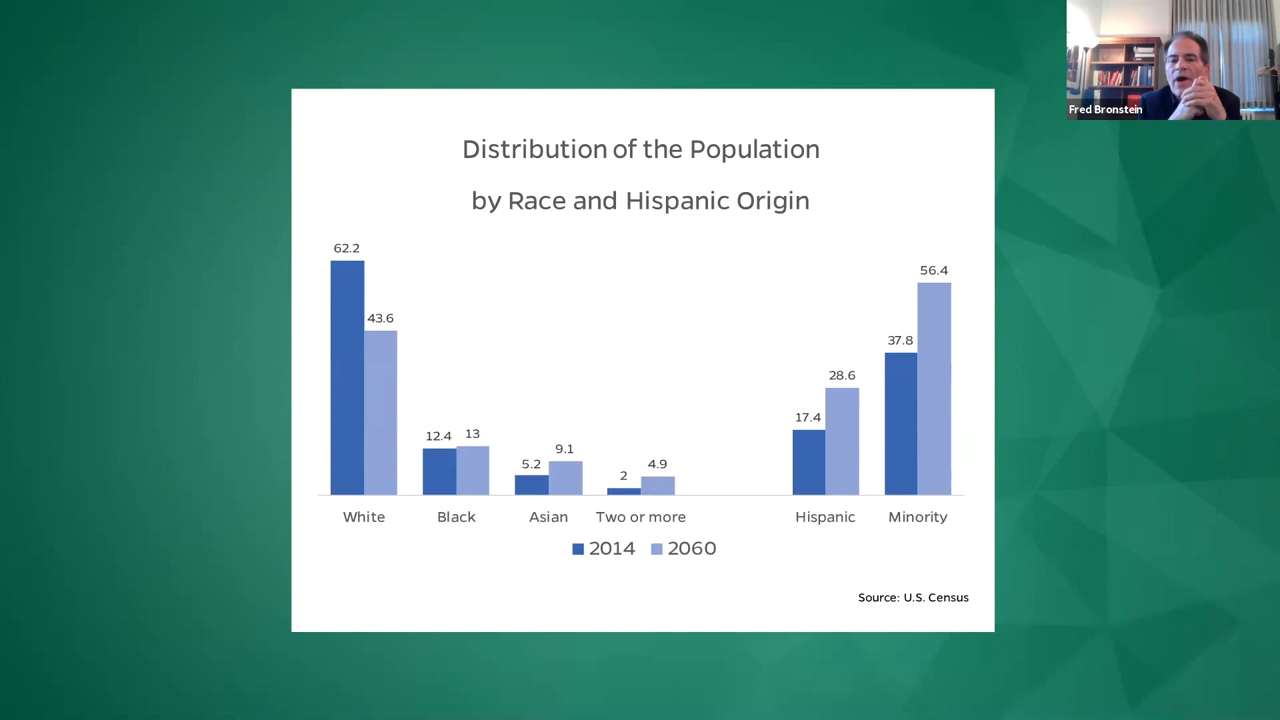 Fred Bronstein
Distribution of the Population
by Race and Hispanic Origin
62.2
43.6
12.4
13
5.2
9.1
2
4.9
17.4
28.6
37.8
56.4
White
Black
Asian
Two or more
Hispanic
Minority
2014
2060
Source: U.S. Census